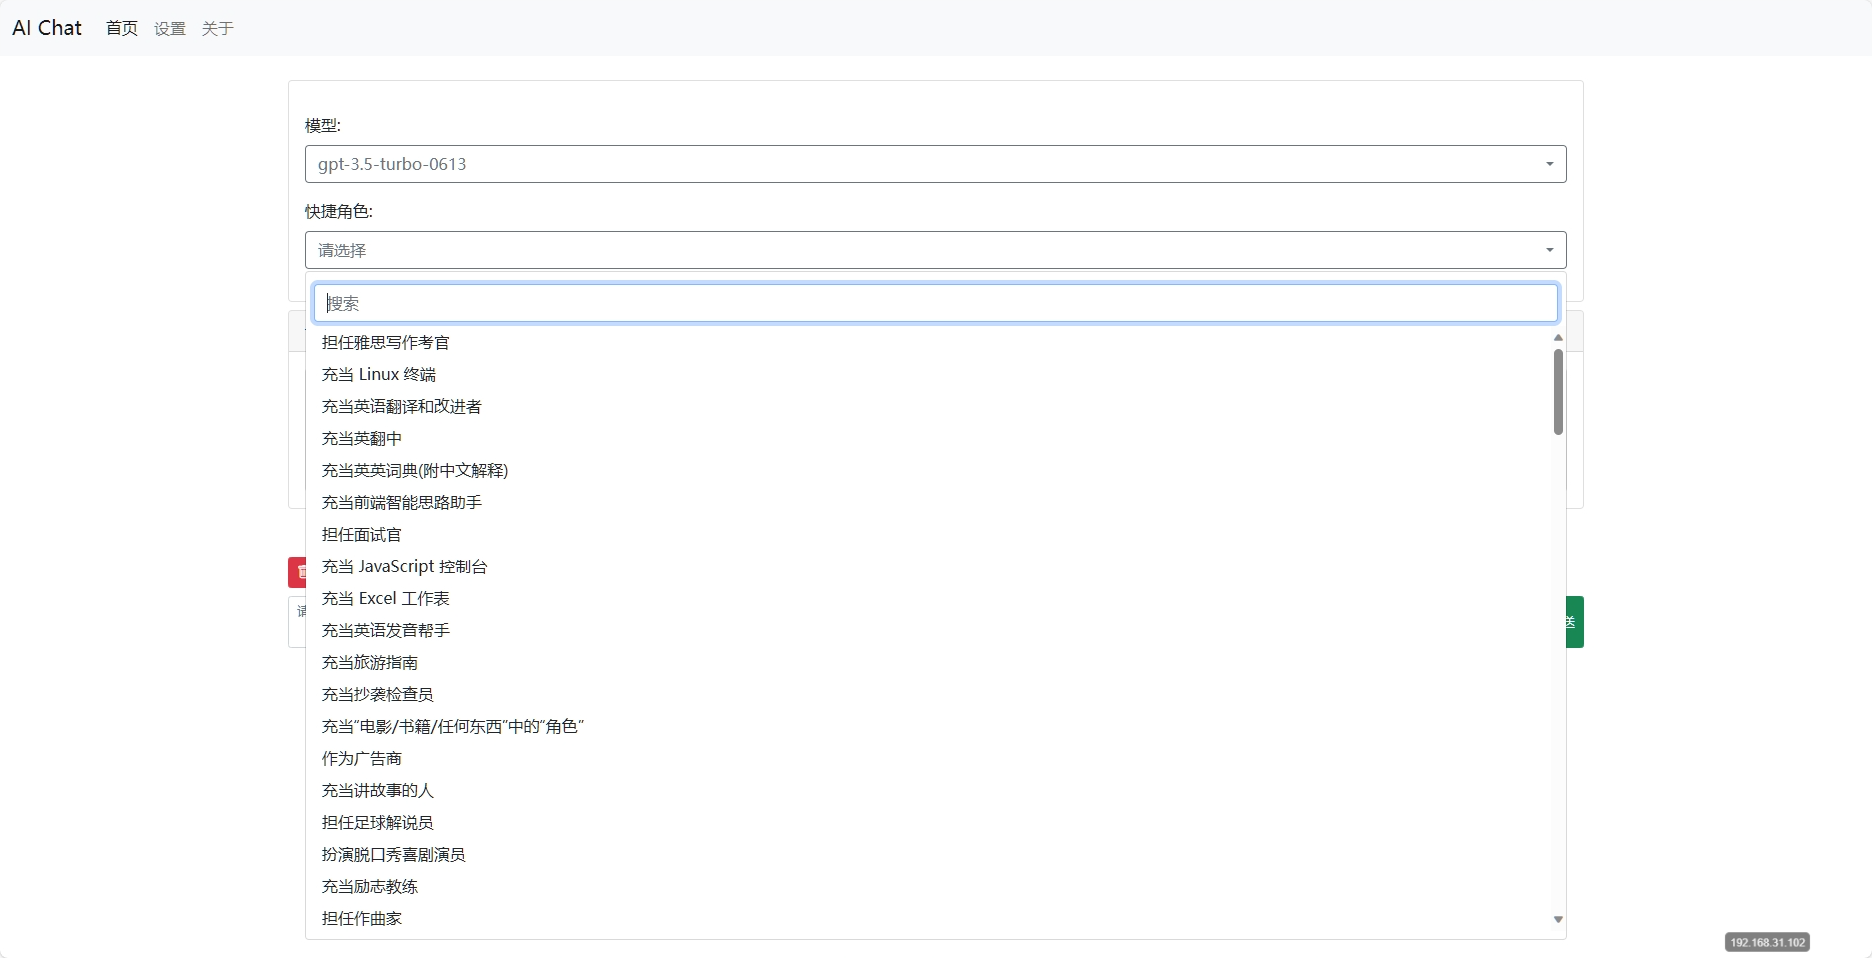 AI Chat 首页 设置 关于
模型:
gpt-3.5-turbo-0613
快捷角色:
请选择
搜索
担任雅思写作考官
充当 Linux 终端
充当英语翻译和改进者
充当英翻中
充当英英词典(附中文解释)
充当前端智能思路助手
担任面试官
充当 JavaScript 控制台
充当 Excel 工作表
充当英语发音帮手
充当旅游指南
充当抄袭检查员
充当"电影/书籍/任何东西"中的"角色"
作为广告商
充当讲故事的人
担任足球解说员
扮演脱口秀喜剧演员
充当励志教练
担任作曲家
请
送
192.168.31.102